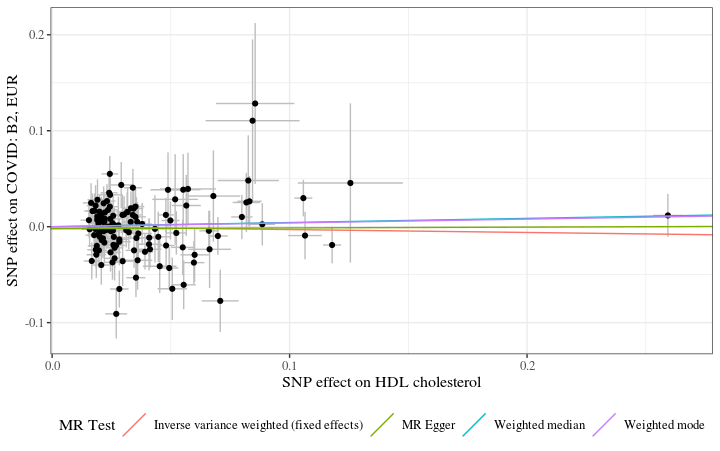 0.2
0.1
0.0
-0.1
SNP effect on COVID: B2, EUR
0.0
0.1
0.2
SNP effect on HDL cholesterol
MR Test
Inverse variance weighted (fixed effects)
MR Egger
Weighted median
Weighted mode